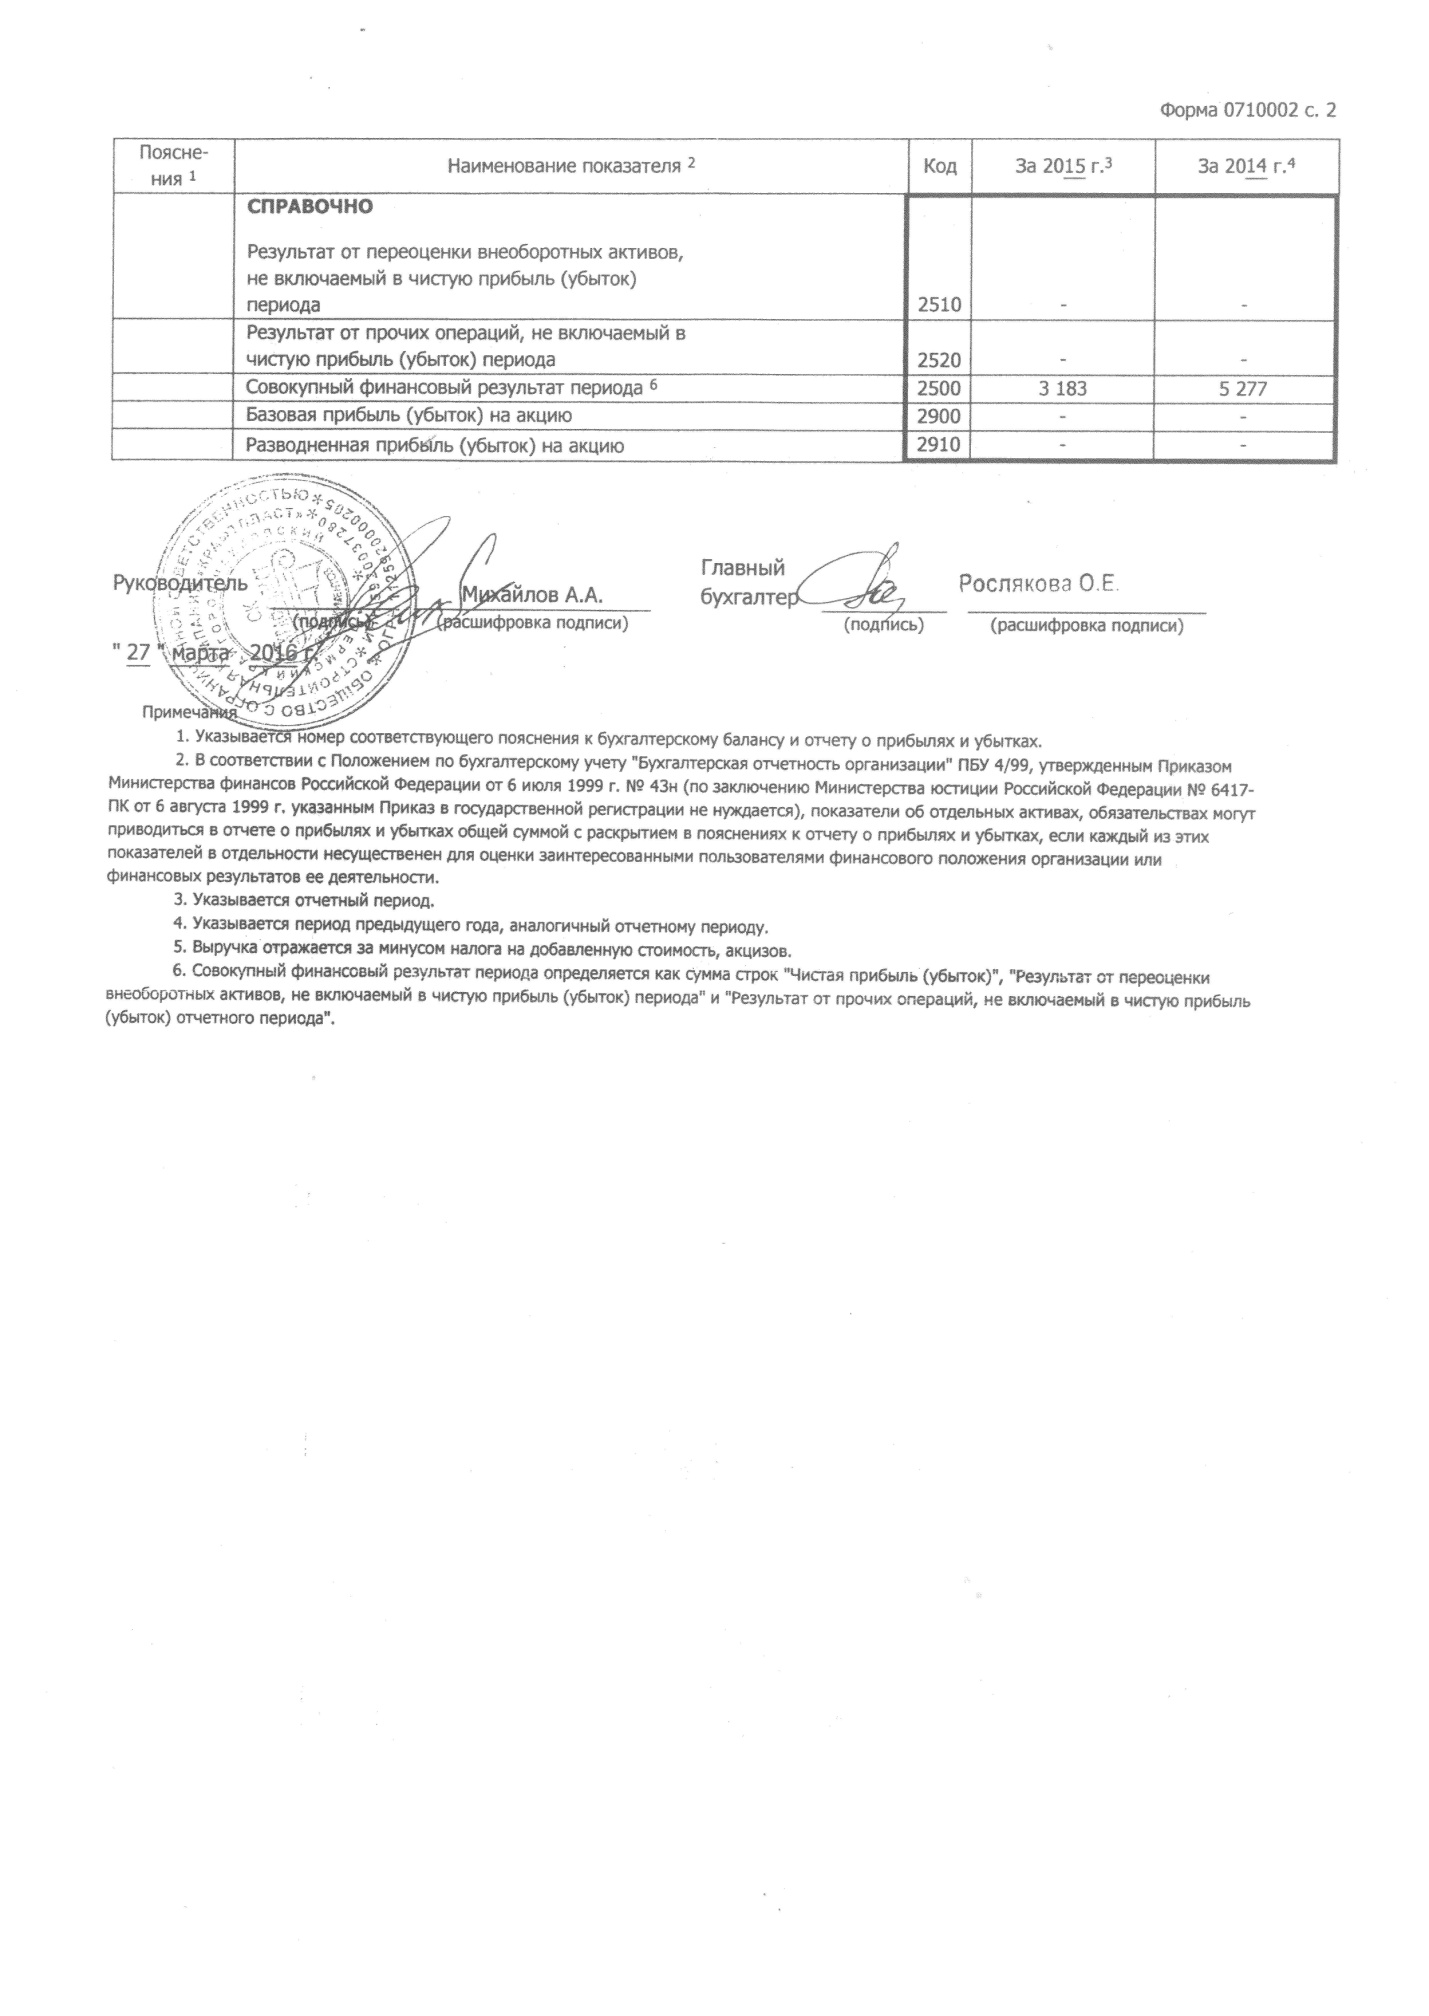 Форма 0710002 с. 2
Поясне-
ния 1
Наименование показателя 2
Код
За 2015 г.3
За 2014 г.4
СПРАВОЧНО
Результат от переоценки внеоборотных активов,
не включаемый в чистую прибыль (убыток)
периода 2510 - -
Результат от прочих операций, не включаемый в
чистую прибыль (убыток) периода 2520 - -
Совокупный финансовый результат периода 6 2500 3 183 5 277
Базовая прибыль (убыток) на акцию 2900 - -
Разводненная прибыль (убыток) на акцию 2910 - -
Руководитель
Михайлов А.А.
(подпись) (расшифровка подписи)
Главный
бухгалтер
Рослякова О.Е.
(подпись) (расшифровка подписи)
" 27 " марта 2016 г.
ОБЩЕСТВО С ОГРАНИЧЕННОЙ ОТВЕТСТВЕННОСТЬЮ
Примечания
1. Указывается номер соответствующего пояснения к бухгалтерскому балансу и отчету о прибылях и убытках.
2. В соответствии с Положением по бухгалтерскому учету "Бухгалтерская отчетность организации" ПБУ 4/99, утвержденным Приказом
Министерства финансов Российской Федерации от 6 июля 1999 г. № 43н (по заключению Министерства юстиции Российской Федерации № 6417-
ПК от 6 августа 1999 г. указанным Приказ в государственной регистрации не нуждается), показатели об отдельных активах, обязательствах могут
приводиться в отчете о прибылях и убытках общей суммой с раскрытием в пояснениях к отчету о прибылях и убытках, если каждый из этих
показателей в отдельности несущественен для оценки заинтересованными пользователями финансового положения организации или
финансовых результатов ее деятельности.
3. Указывается отчетный период.
4. Указывается период предыдущего года, аналогичный отчетному периоду.
5. Выручка отражается за минусом налога на добавленную стоимость, акцизов.
6. Совокупный финансовый результат периода определяется как сумма строк "Чистая прибыль (убыток)", "Результат от переоценки
внеоборотных активов, не включаемый в чистую прибыль (убыток) периода" и "Результат от прочих операций, не включаемый в чистую прибыль
(убыток) отчетного периода".